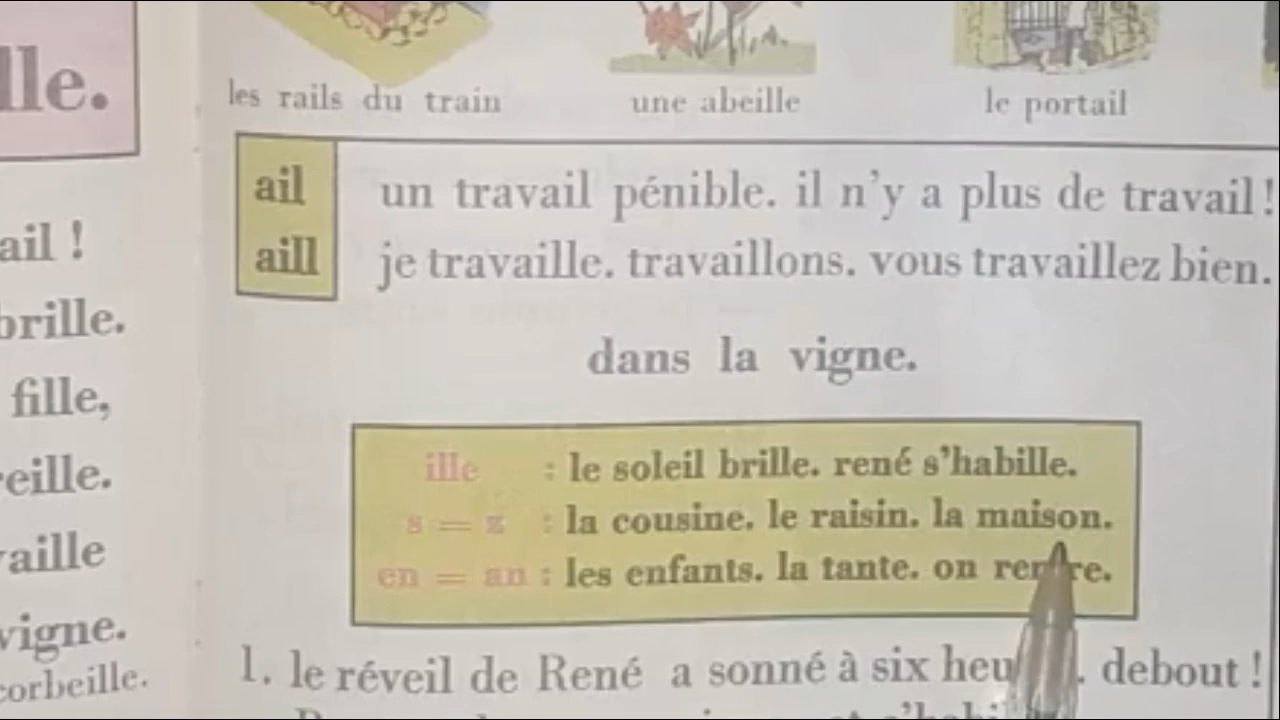 lle.
les rails du train une abeille le portail
ail un travail pénible. il n'y a plus de travail !
aill je travaille. travaillons. vous travaillez bien.
ail !
brille.
fille,
eille.
vaille
vigne.
corbeille.
dans la vigne.
ille : le soleil brille. rené s'habille.
s = z : la cousine. le raisin. la maison.
en = an : les enfants. la tante. on
1. le réveil de René a sonné à six debout !